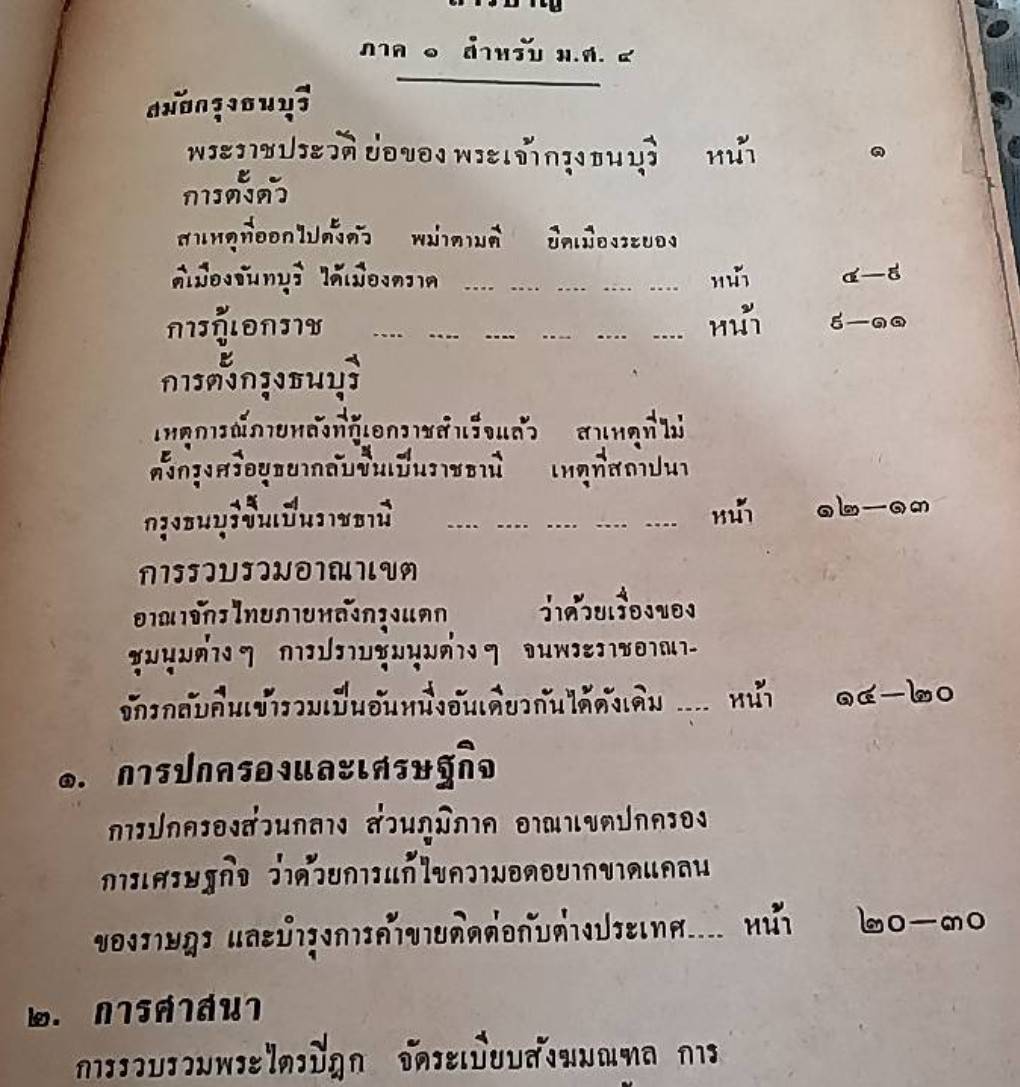 สารบาญ
ภาค ๑ สำหรับ ม.ศ. ๔
สมัยกรุงธนบุรี
พระราชประวัติ ย่อของ พระเจ้ากรุงธนบุรี หน้า ๑
การตั้งตัว
สาเหตุที่ออกไปตั้งตัว พม่าตามตี ยึดเมืองระยอง
ตีเมืองจันทบุรี ได้เมืองตราด .... .... .... .... .... หน้า ๔—๙
การกู้เอกราช .... .... .... .... .... .... หน้า ๙—๑๑
การตั้งกรุงธนบุรี
เหตุการณ์ภายหลังที่กู้เอกราชสำเร็จแล้ว สาเหตุที่ไม่
ตั้งกรุงศรีอยุธยากลับขึ้นเป็นราชธานี เหตุที่สถาปนา
กรุงธนบุรีขึ้นเป็นราชธานี .... .... .... .... .... หน้า ๑๒—๑๓
การรวบรวมอาณาเขต
อาณาจักรไทยภายหลังกรุงแตก ว่าด้วยเรื่องของ
ชุมนุมต่าง ๆ การปราบชุมนุมต่าง ๆ จนพระราชอาณา-
จักรกลับคืนเข้ารวมเป็นอันหนึ่งอันเดียวกันได้ดังเดิม .... หน้า ๑๔—๒๐
๑. การปกครองและเศรษฐกิจ
การปกครองส่วนกลาง ส่วนภูมิภาค อาณาเขตปกครอง
การเศรษฐกิจ ว่าด้วยการแก้ไขความอดอยากขาดแคลน
ของราษฎร และบำรุงการค้าขายติดต่อกับต่างประเทศ.... หน้า ๒๐—๓๐
๒. การศาสนา
การรวบรวมพระไตรปิฎก จัดระเบียบสังฆมณฑล การ